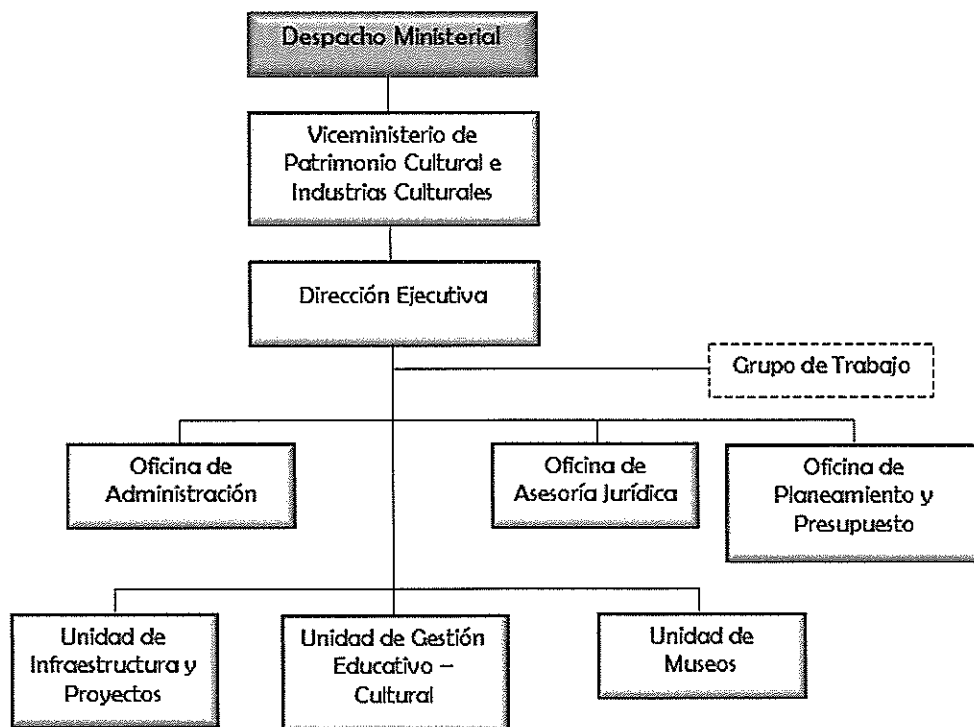 Despacho Ministerial
Viceministerio de
Patrimonio Cultural e
Industrias Culturales
Dirección Ejecutiva
Grupo de Trabajo
Oficina de
Administración
Oficina de
Asesoría Jurídica
Oficina de
Planeamiento y
Presupuesto
Unidad de
Infraestructura y
Proyectos
Unidad de Gestión
Educativo –
Cultural
Unidad de
Museos